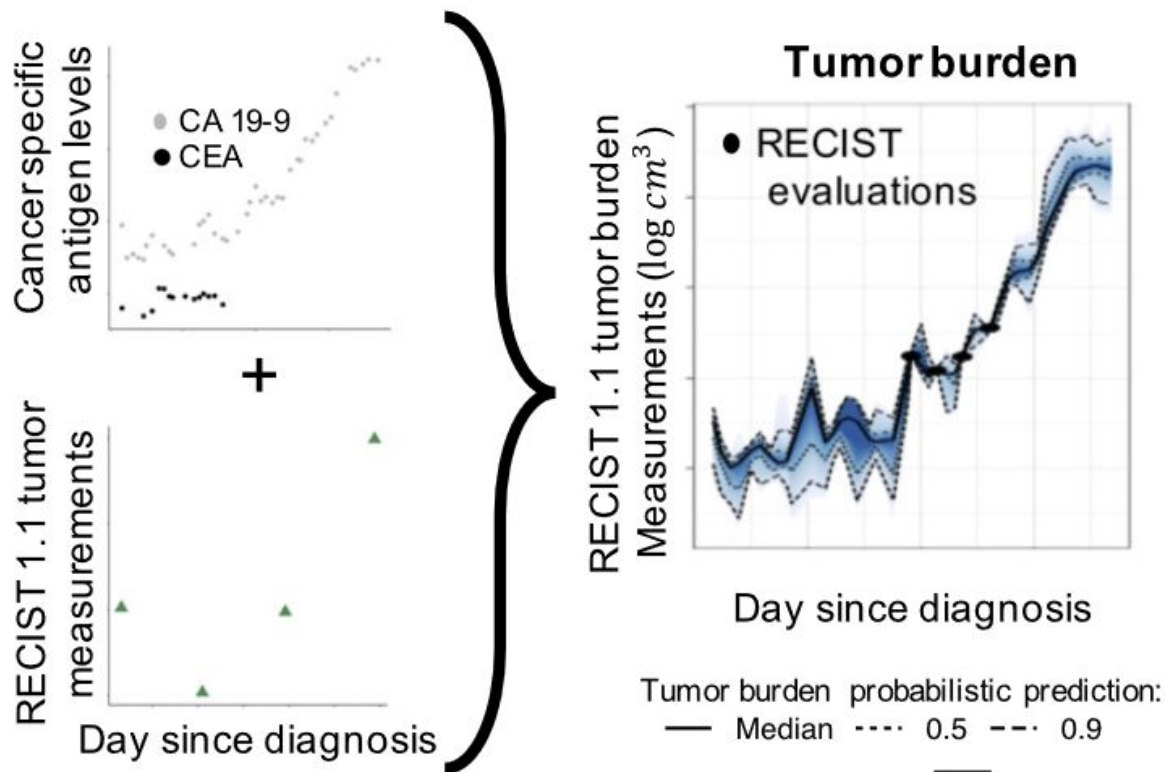 Cancer specific
antigen levels
CA 19-9
CEA
+
RECIST 1.1 tumor
measurements
Day since diagnosis
Tumor burden
RECIST 1.1 tumor burden
Measurements (log cm³)
RECIST
evaluations
Day since diagnosis
Tumor burden probabilistic prediction:
Median 0.5 0.9